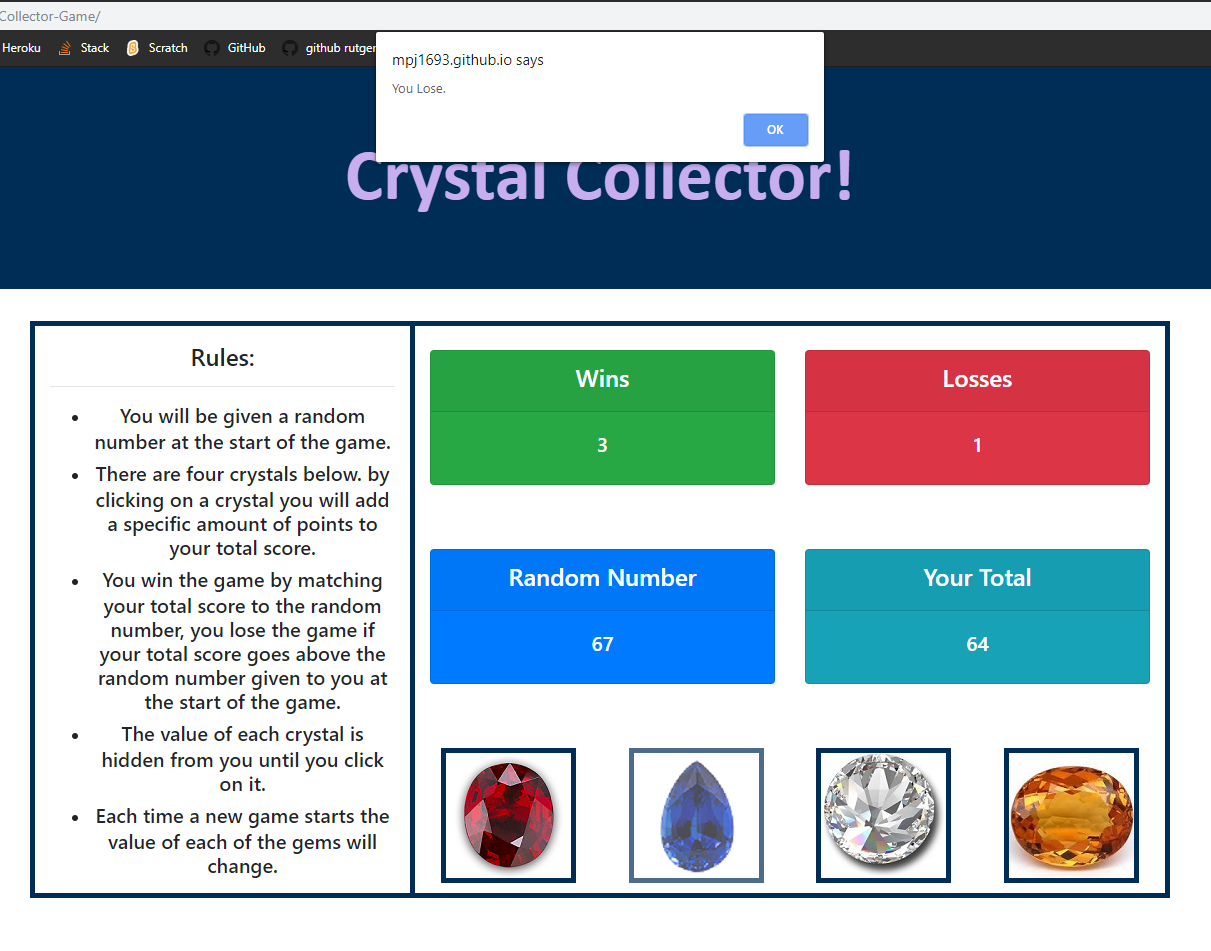 Collector-Game/
Heroku Stack Scratch GitHub github rutger
mpj1693.github.io says
You Lose.
OK
Crystal Collector!
Rules:
You will be given a random
number at the start of the game.
There are four crystals below. by
clicking on a crystal you will add
a specific amount of points to
your total score.
You win the game by matching
your total score to the random
number, you lose the game if
your total score goes above the
random number given to you at
the start of the game.
The value of each crystal is
hidden from you until you click
on it.
Each time a new game starts the
value of each of the gems will
change.
Wins
3
Losses
1
Random Number
67
Your Total
64